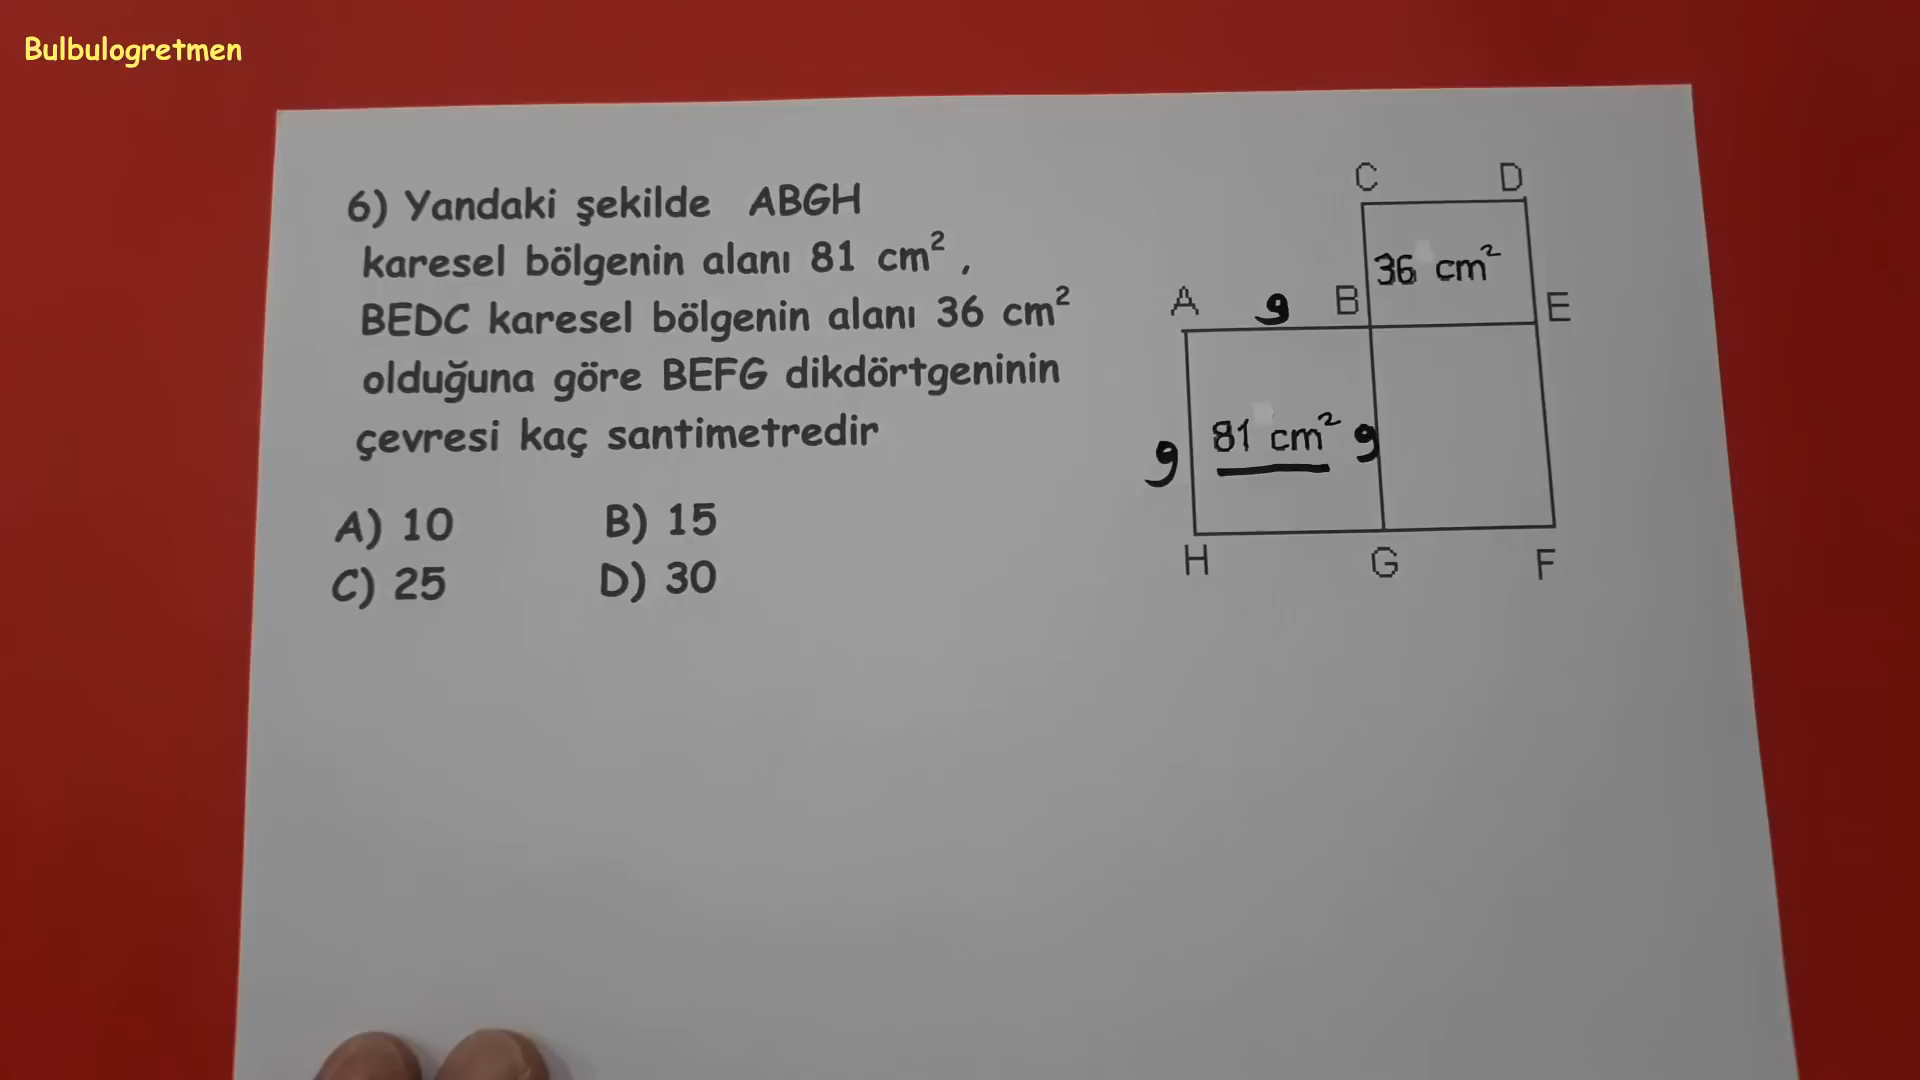 Bulbulogretmen
6) Yandaki şekilde ABGH
karesel bölgenin alanı 81 cm² ,
BEDC karesel bölgenin alanı 36 cm²
olduğuna göre BEFG dikdörtgeninin
çevresi kaç santimetredir
A) 10 B) 15
C) 25 D) 30
C D
36 cm²
A 9 B E
9 81 cm² 9
H G F